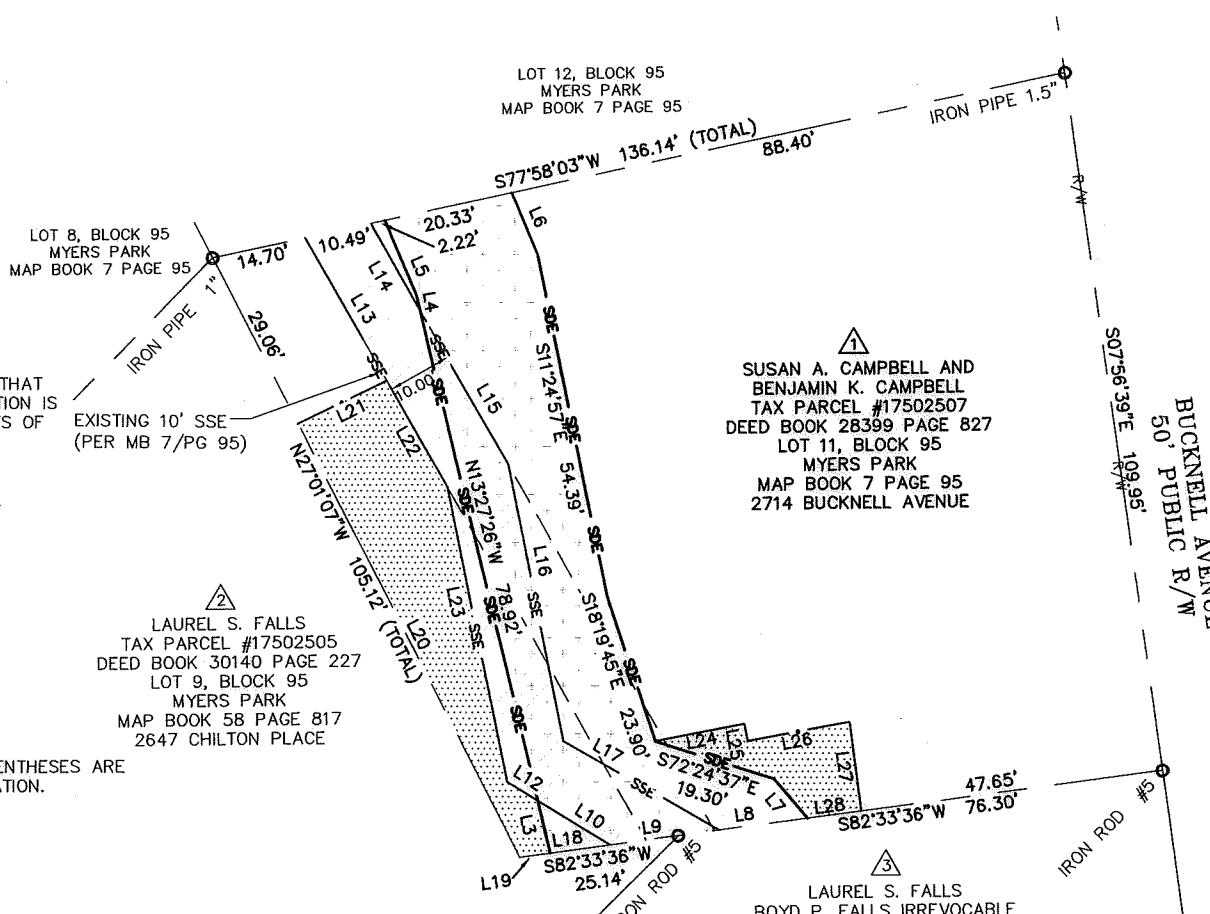 LOT 12, BLOCK 95
MYERS PARK
MAP BOOK 7 PAGE 95
IRON PIPE 1.5"
S77°58'03"W 136.14' (TOTAL)
88.40'
R/W
20.33'
2.22'
L6
LOT 8, BLOCK 95
MYERS PARK
MAP BOOK 7 PAGE 95
14.70'
10.49'
L14
L5
L4
L13
IRON PIPE 1"
29.06'
SSE
SSE
10.00'
SDE
SDE
S11°24'57"E 54.39'
SDE
SDE
THAT
TION IS
S OF
EXISTING 10' SSE
(PER MB 7/PG 95)
L21
L22
L15
1
SUSAN A. CAMPBELL AND
BENJAMIN K. CAMPBELL
TAX PARCEL #17502507
DEED BOOK 28399 PAGE 827
LOT 11, BLOCK 95
MYERS PARK
MAP BOOK 7 PAGE 95
2714 BUCKNELL AVENUE
S07°56'39"E 109.95'
R/W
BUCKNELL AVENUE
50' PUBLIC R/W
N27°01'07"W 105.12' (TOTAL)
L20
N13°27'26"W 78.92'
SDE
SDE
SDE
L16
SSE
L23
SSE
S18°19'45"E 23.90'
SDE
SDE
2
LAUREL S. FALLS
TAX PARCEL #17502505
DEED BOOK 30140 PAGE 227
LOT 9, BLOCK 95
MYERS PARK
MAP BOOK 58 PAGE 817
2647 CHILTON PLACE
ENTHESES ARE
TION.
L24
L25
L26
L27
L17
SSE
SDE
S72°24'37"E
19.30'
L7
L28
L12
L10
L3
L18
L9
L8
L19
S82°33'36"W
25.14'
47.65'
S82°33'36"W 76.30'
IRON ROD #5
RON ROD #5
3
LAUREL S. FALLS
BOYD P. FALLS IRREVOCABLE